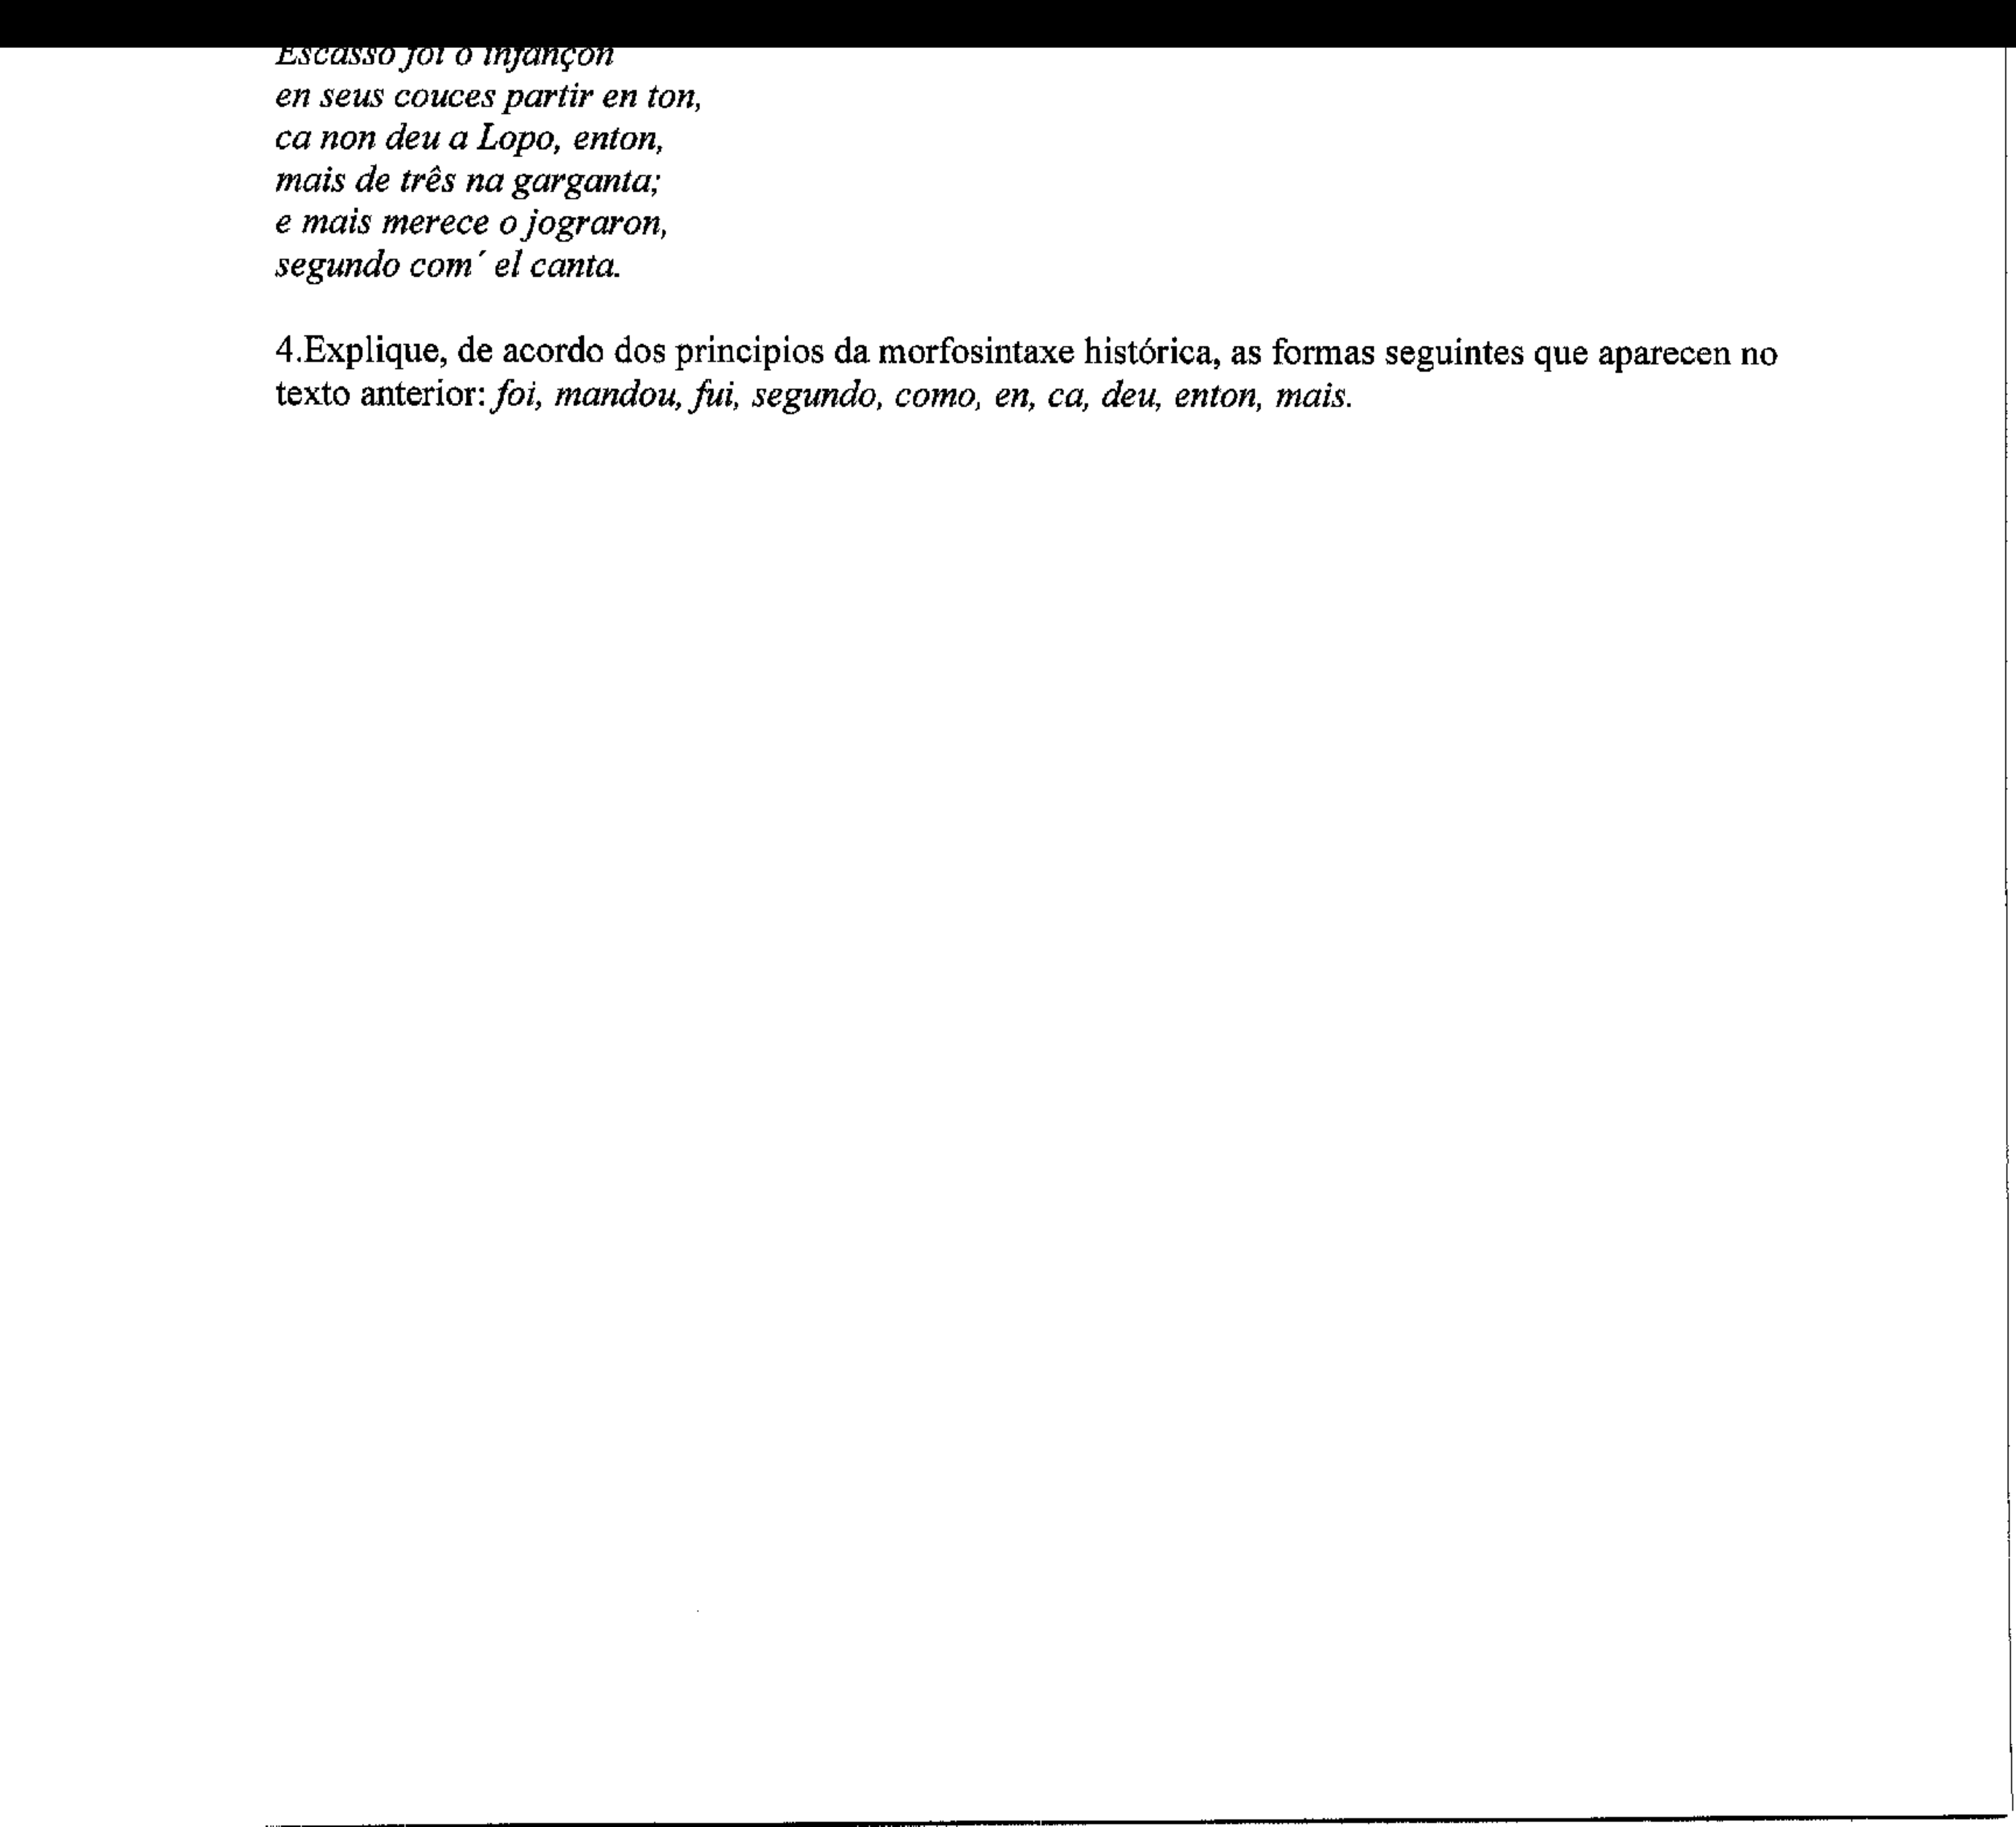 Escasso foi o infançon
en seus couces partir en ton,
ca non deu a Lopo, enton,
mais de três na garganta;
e mais merece o jograron,
segundo com´ el canta.
4.Explique, de acordo dos principios da morfosintaxe histórica, as formas seguintes que aparecen no
texto anterior: foi, mandou, fui, segundo, como, en, ca, deu, enton, mais.